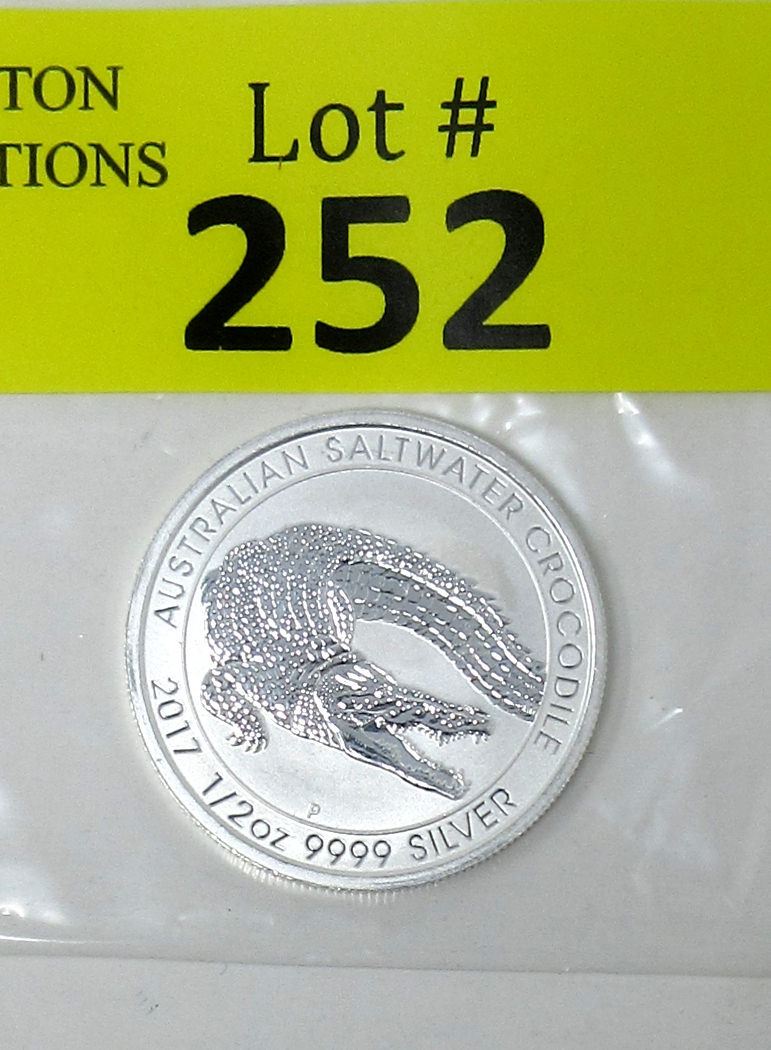 TON
TIONS
Lot #
252
AUSTRALIAN SALTWATER CROCODILE
P
2017 1/2oz 9999 SILVER